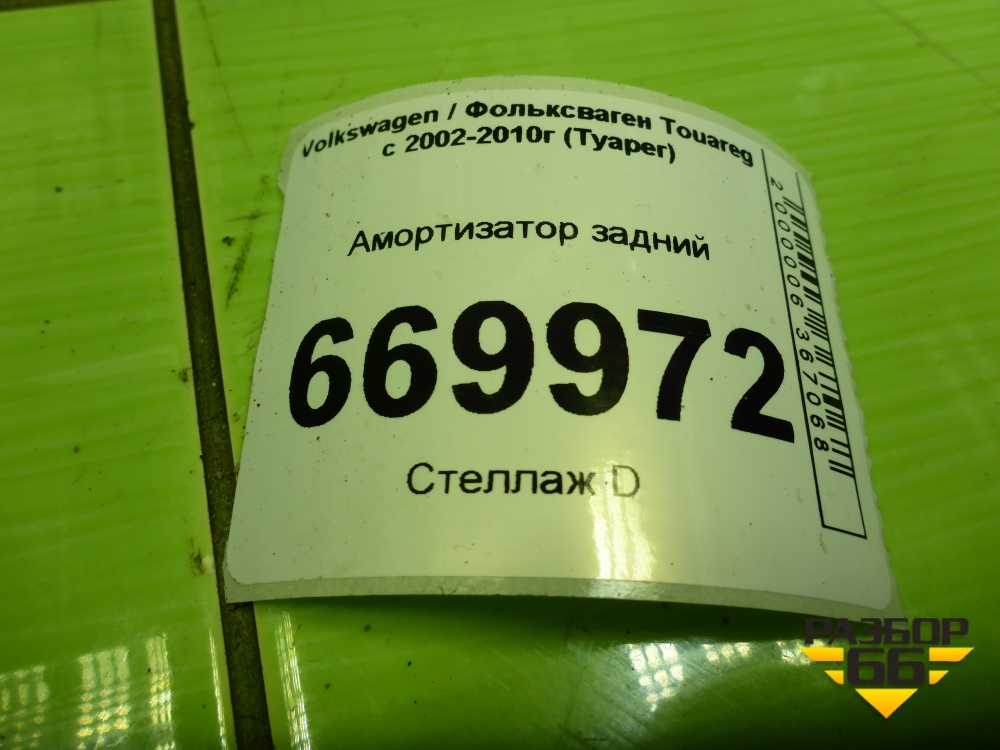 Volkswagen / Фольксваген Touareg
с 2002-2010г (Туарег)
Амортизатор задний
669972
Стеллаж D
2000006367068
РАЗБОР
66